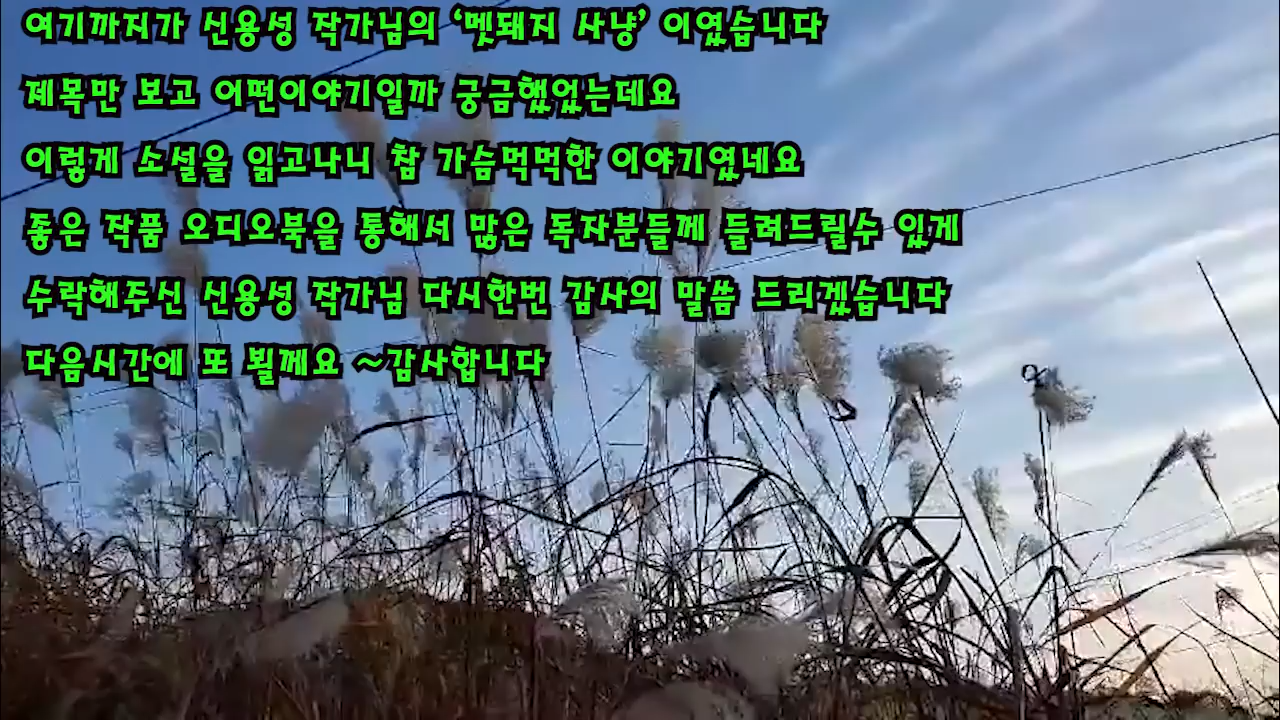 여기까지가 신용성 작가님의 ‘멧돼지 사냥’ 이였습니다
제목만 보고 어떤이야기일까 궁금했었는데요
이렇게 소설을 읽고나니 참 가슴먹먹한 이야기였네요
좋은 작품 오디오북을 통해서 많은 독자분들께 들려드릴수 있게
수락해주신 신용성 작가님 다시한번 감사의 말씀 드리겠습니다
다음시간에 또 뵐께요 ~감사합니다